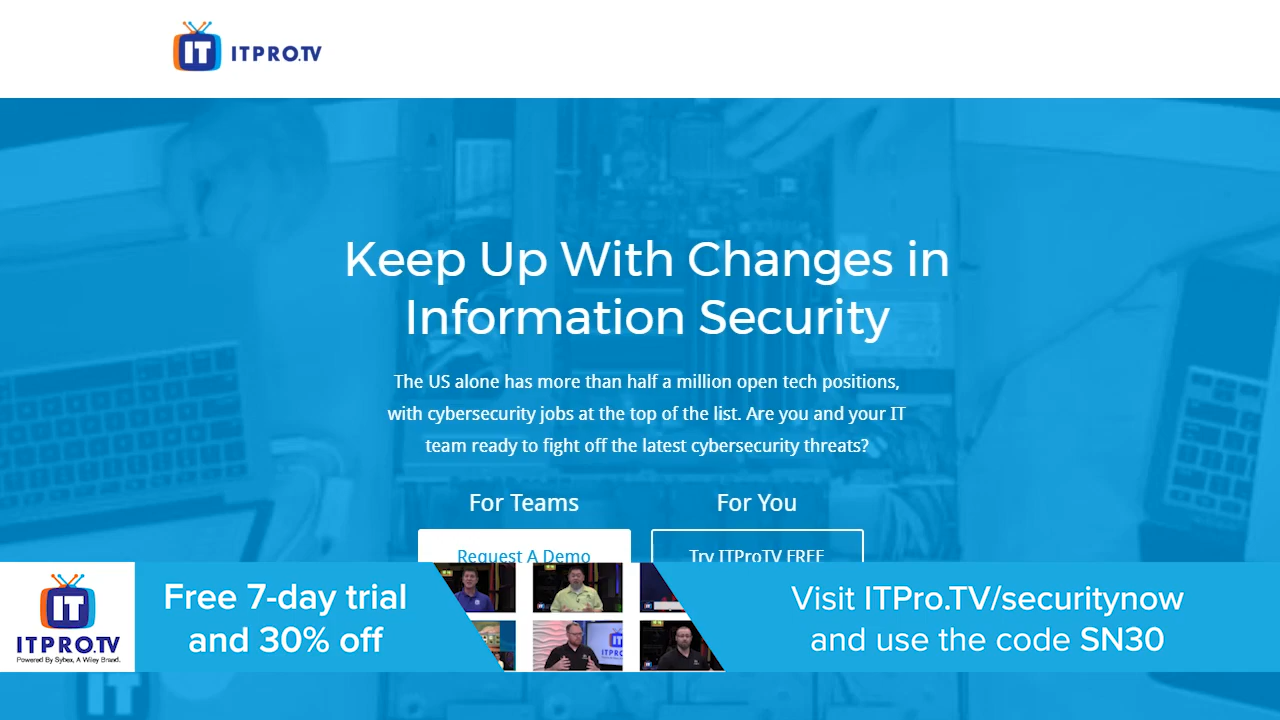 IT ITPRO.TV
Keep Up With Changes in
Information Security
The US alone has more than half a million open tech positions,
with cybersecurity jobs at the top of the list. Are you and your IT
team ready to fight off the latest cybersecurity threats?
For Teams
For You
Request A Demo
Try ITProTV FREE
IT
ITPRO.TV
Powered By Sybex, A Wiley Brand.
Free 7-day trial
and 30% off
Visit ITPro.TV/securitynow
and use the code SN30
IT